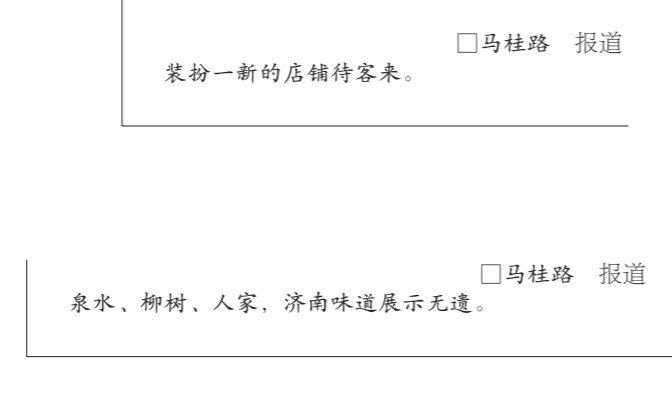 □马桂路 报道
装扮一新的店铺待客来。
□马桂路 报道
泉水、柳树、人家，济南味道展示无遗。